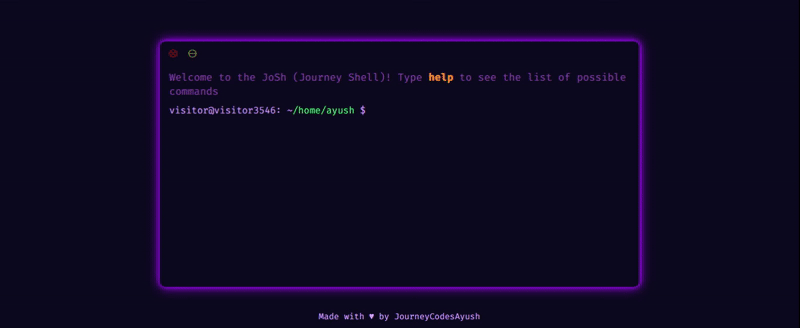 Welcome to the JoSh (Journey Shell)! Type help to see the list of possible
commands
visitor@visitor3546: ~/home/ayush $
Made with ♥ by JourneyCodesAyush